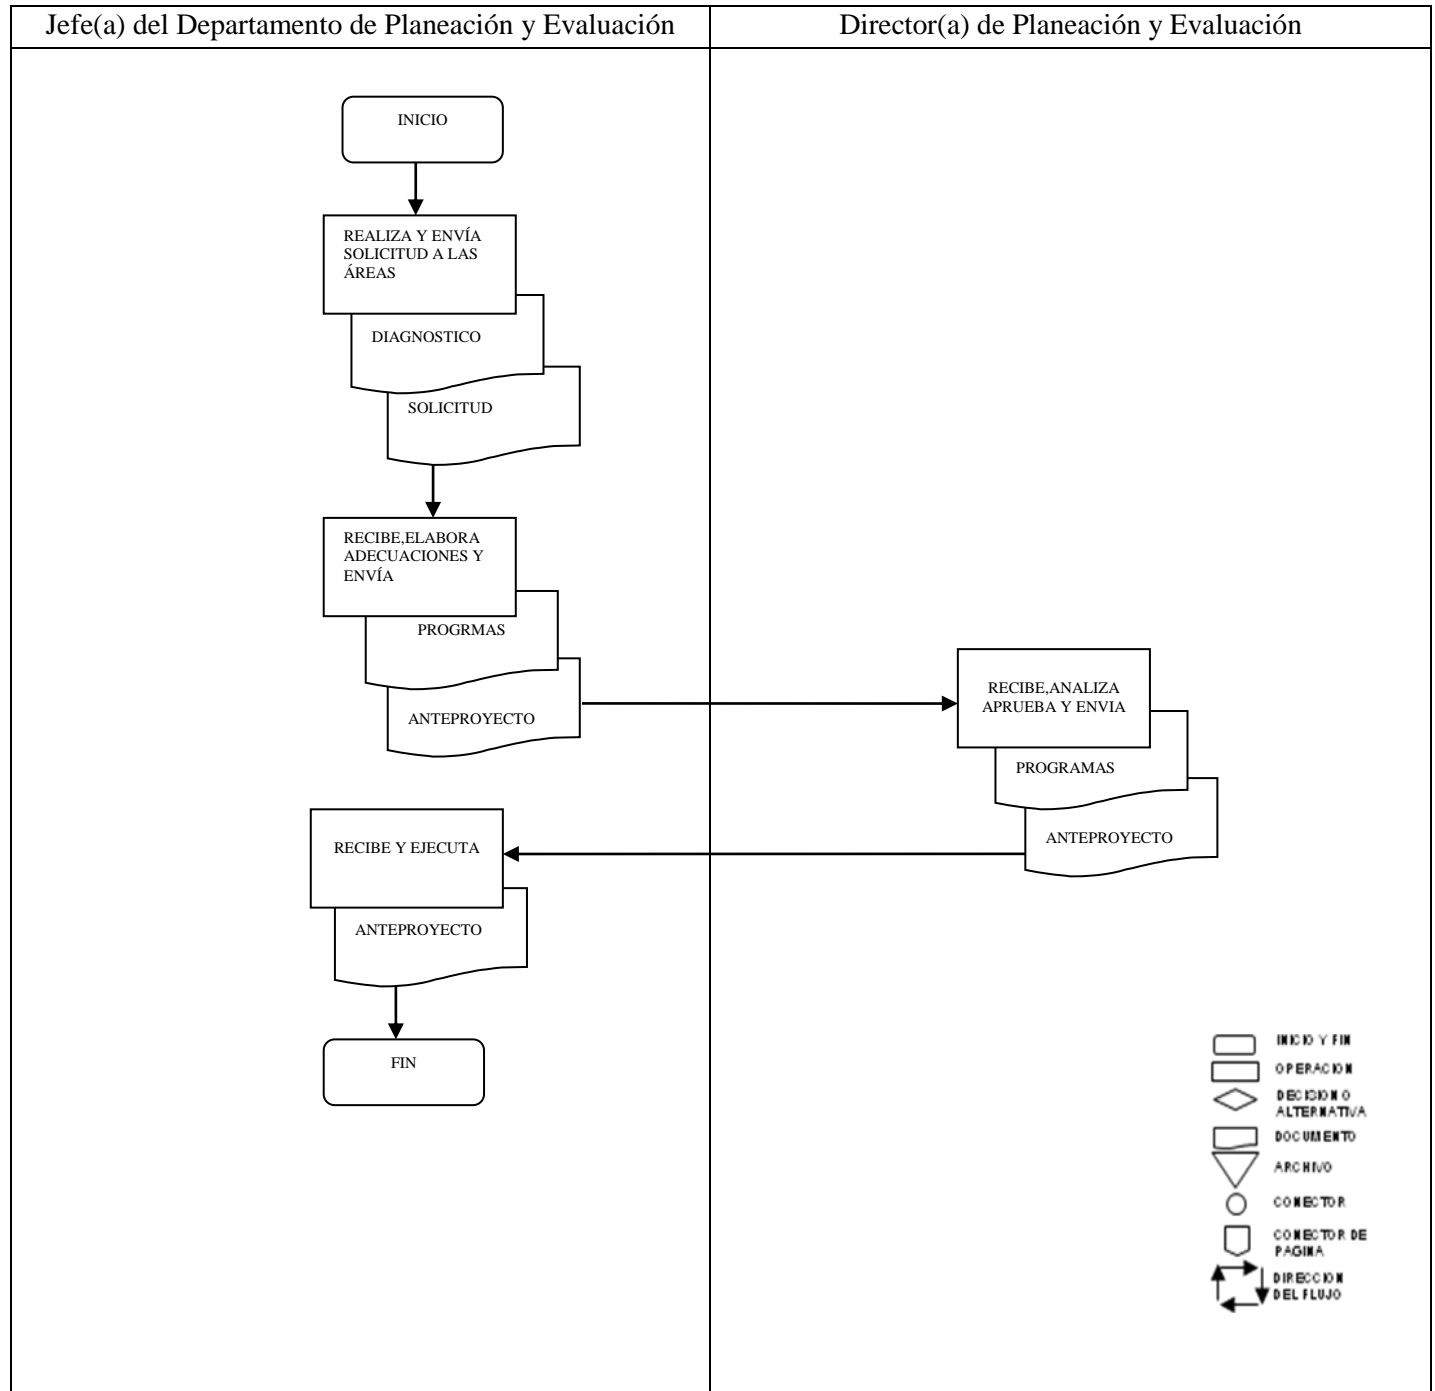 Jefe(a) del Departamento de Planeación y Evaluación
Director(a) de Planeación y Evaluación
INICIO
REALIZA Y ENVÍA
SOLICITUD A LAS
ÁREAS
DIAGNOSTICO
SOLICITUD
RECIBE,ELABORA
ADECUACIONES Y
ENVÍA
PROGRMAS
ANTEPROYECTO
RECIBE,ANALIZA
APRUEBA Y ENVIA
PROGRAMAS
ANTEPROYECTO
RECIBE Y EJECUTA
ANTEPROYECTO
FIN
INICIO Y FIN
OPERACION
DECISION O
ALTERNATIVA
DOCUMENTO
ARCHIVO
CONECTOR
CONECTOR DE
PAGINA
DIRECCION
DEL FLUJO